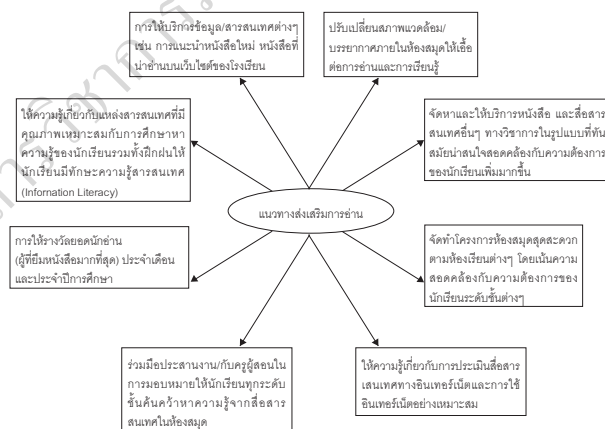 การให้บริการข้อมูล/สารสนเทศต่างๆ
เช่น การแนะนำหนังสือใหม่ หนังสือที่
น่าอ่านบนเว็บไซต์ของโรงเรียน
ปรับเปลี่ยนสภาพแวดล้อม/
บรรยากาศภายในห้องสมุดให้เอื้อ
ต่อการอ่านและการเรียนรู้
ให้ความรู้เกี่ยวกับแหล่งสารสนเทศที่มี
คุณภาพเหมาะสมกับการศึกษาหา
ความรู้ของนักเรียนรวมทั้งฝึกฝนให้
นักเรียนมีทักษะความรู้สารสนเทศ
(Infornation Literacy)
จัดหาและให้บริการหนังสือ และสื่อสาร
สนเทศอื่นๆ ทางวิชาการในรูปแบบที่ทัน
สมัยน่าสนใจสอดคล้องกับความต้องการ
ของนักเรียนเพิ่มมากขึ้น
แนวทางส่งเสริมการอ่าน
การให้รางวัลยอดนักอ่าน
(ผู้ที่ยืมหนังสือมากที่สุด) ประจำเดือน
และประจำปีการศึกษา
จัดทำโครงการห้องสมุดสุดสะดวก
ตามห้องเรียนต่างๆ โดยเน้นความ
สอดคล้องกับความต้องการของ
นักเรียนระดับชั้นต่างๆ
ร่วมมือประสานงาน/กับครูผู้สอนใน
การมอบหมายให้นักเรียนทุกระดับ
ชั้นค้นคว้าหาความรู้จากสื่อสาร
สนเทศในห้องสมุด
ให้ความรู้เกี่ยวกับการประเมินสื่อสาร
เสนเทศทางอินเทอร์เน็ตและการใช้
อินเทอร์เน็ตอย่างเหมาะสม